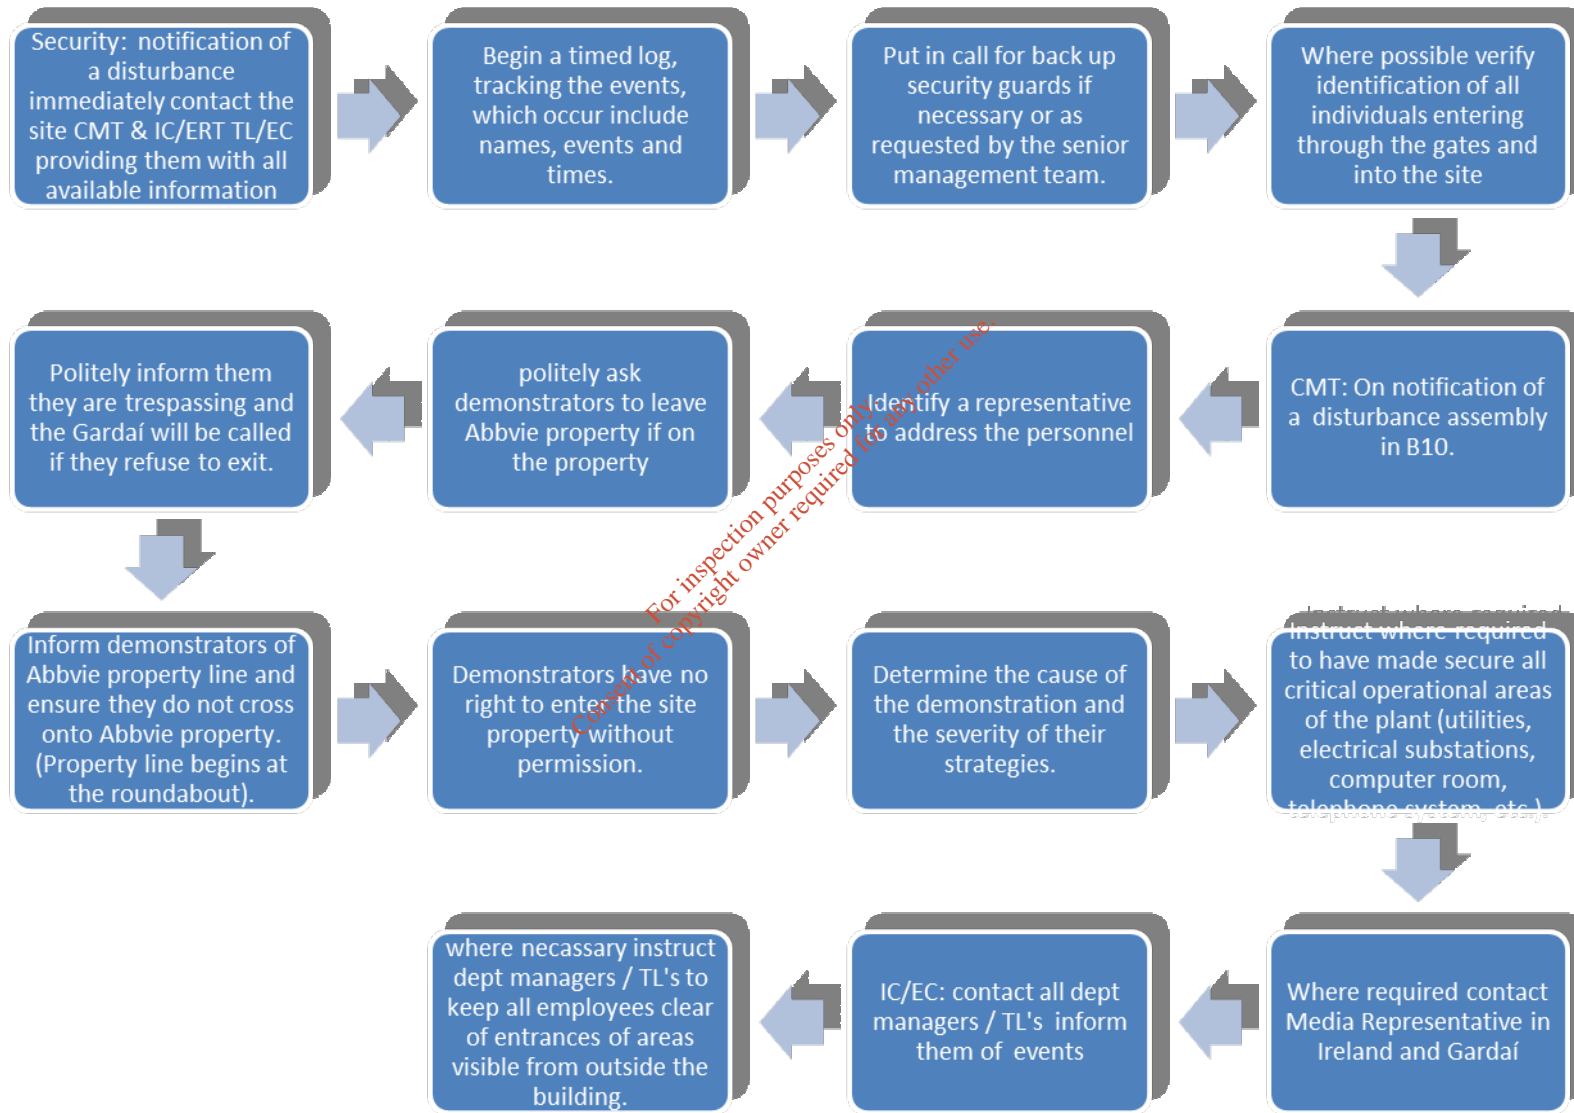 Security: notification of
a disturbance
immediately contact the
site CMT & IC/ERT TL/EC
providing them with all
available information
Begin a timed log,
tracking the events,
which occur include
names, events and
times.
Put in call for back up
security guards if
necessary or as
requested by the senior
management team.
Where possible verify
identification of all
individuals entering
through the gates and
into the site
CMT: On notification of
a disturbance assembly
in B10.
Identify a representative
to address the personnel
politely ask
demonstrators to leave
Abbvie property if on
the property
Politely inform them
they are trespassing and
the Gardaí will be called
if they refuse to exit.
Inform demonstrators of
Abbvie property line and
ensure they do not cross
onto Abbvie property.
(Property line begins at
the roundabout).
Demonstrators have no
right to enter the site
property without
permission.
Determine the cause of
the demonstration and
the severity of their
strategies.
Instruct where required
to have made secure all
critical operational areas
of the plant (utilities,
electrical substations,
computer room,
telephone system, etc.).
Where required contact
Media Representative in
Ireland and Gardaí
IC/EC: contact all dept
managers / TL's inform
them of events
where necassary instruct
dept managers / TL's to
keep all employees clear
of entrances of areas
visible from outside the
building.
For inspection purposes only.
Consent of copyright owner required for any other use.